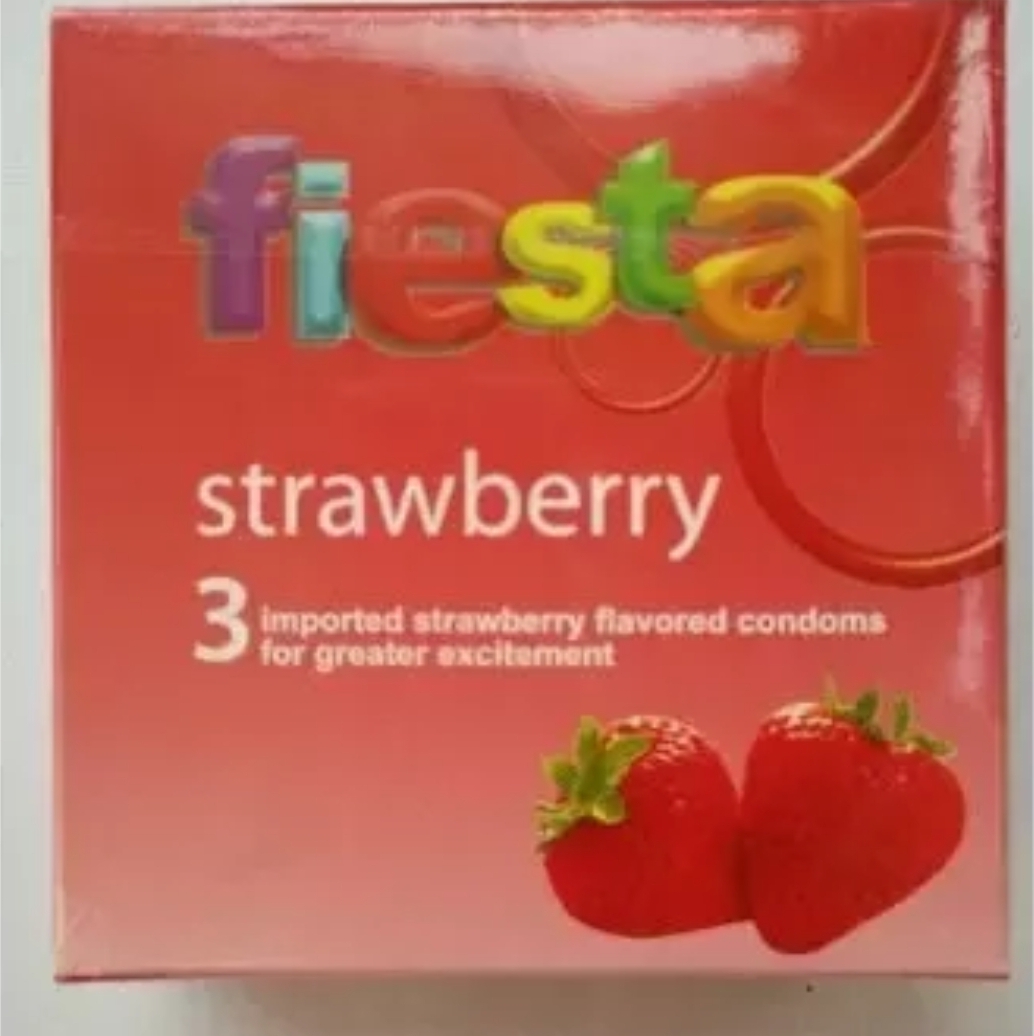 fiesta
strawberry
3 imported strawberry flavored condoms
for greater excitement